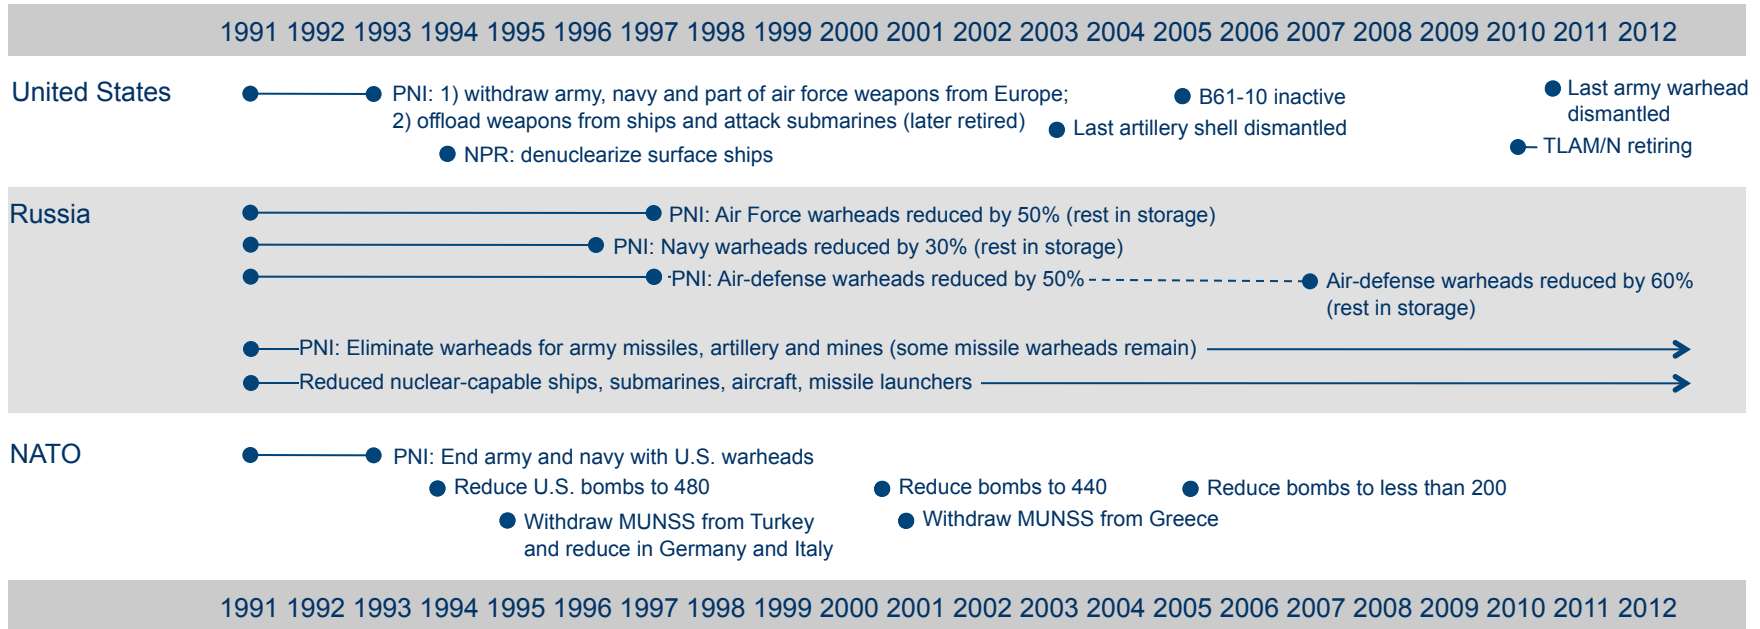 1991 1992 1993 1994 1995 1996 1997 1998 1999 2000 2001 2002 2003 2004 2005 2006 2007 2008 2009 2010 2011 2012
United States
PNI: 1) withdraw army, navy and part of air force weapons from Europe;
2) offload weapons from ships and attack submarines (later retired)
NPR: denuclearize surface ships
B61-10 inactive
Last artillery shell dismantled
Last army warhead
dismantled
TLAM/N retiring
Russia
PNI: Air Force warheads reduced by 50% (rest in storage)
PNI: Navy warheads reduced by 30% (rest in storage)
PNI: Air-defense warheads reduced by 50%
Air-defense warheads reduced by 60%
(rest in storage)
PNI: Eliminate warheads for army missiles, artillery and mines (some missile warheads remain)
Reduced nuclear-capable ships, submarines, aircraft, missile launchers
NATO
PNI: End army and navy with U.S. warheads
Reduce U.S. bombs to 480
Reduce bombs to 440
Reduce bombs to less than 200
Withdraw MUNSS from Turkey
and reduce in Germany and Italy
Withdraw MUNSS from Greece
1991 1992 1993 1994 1995 1996 1997 1998 1999 2000 2001 2002 2003 2004 2005 2006 2007 2008 2009 2010 2011 2012